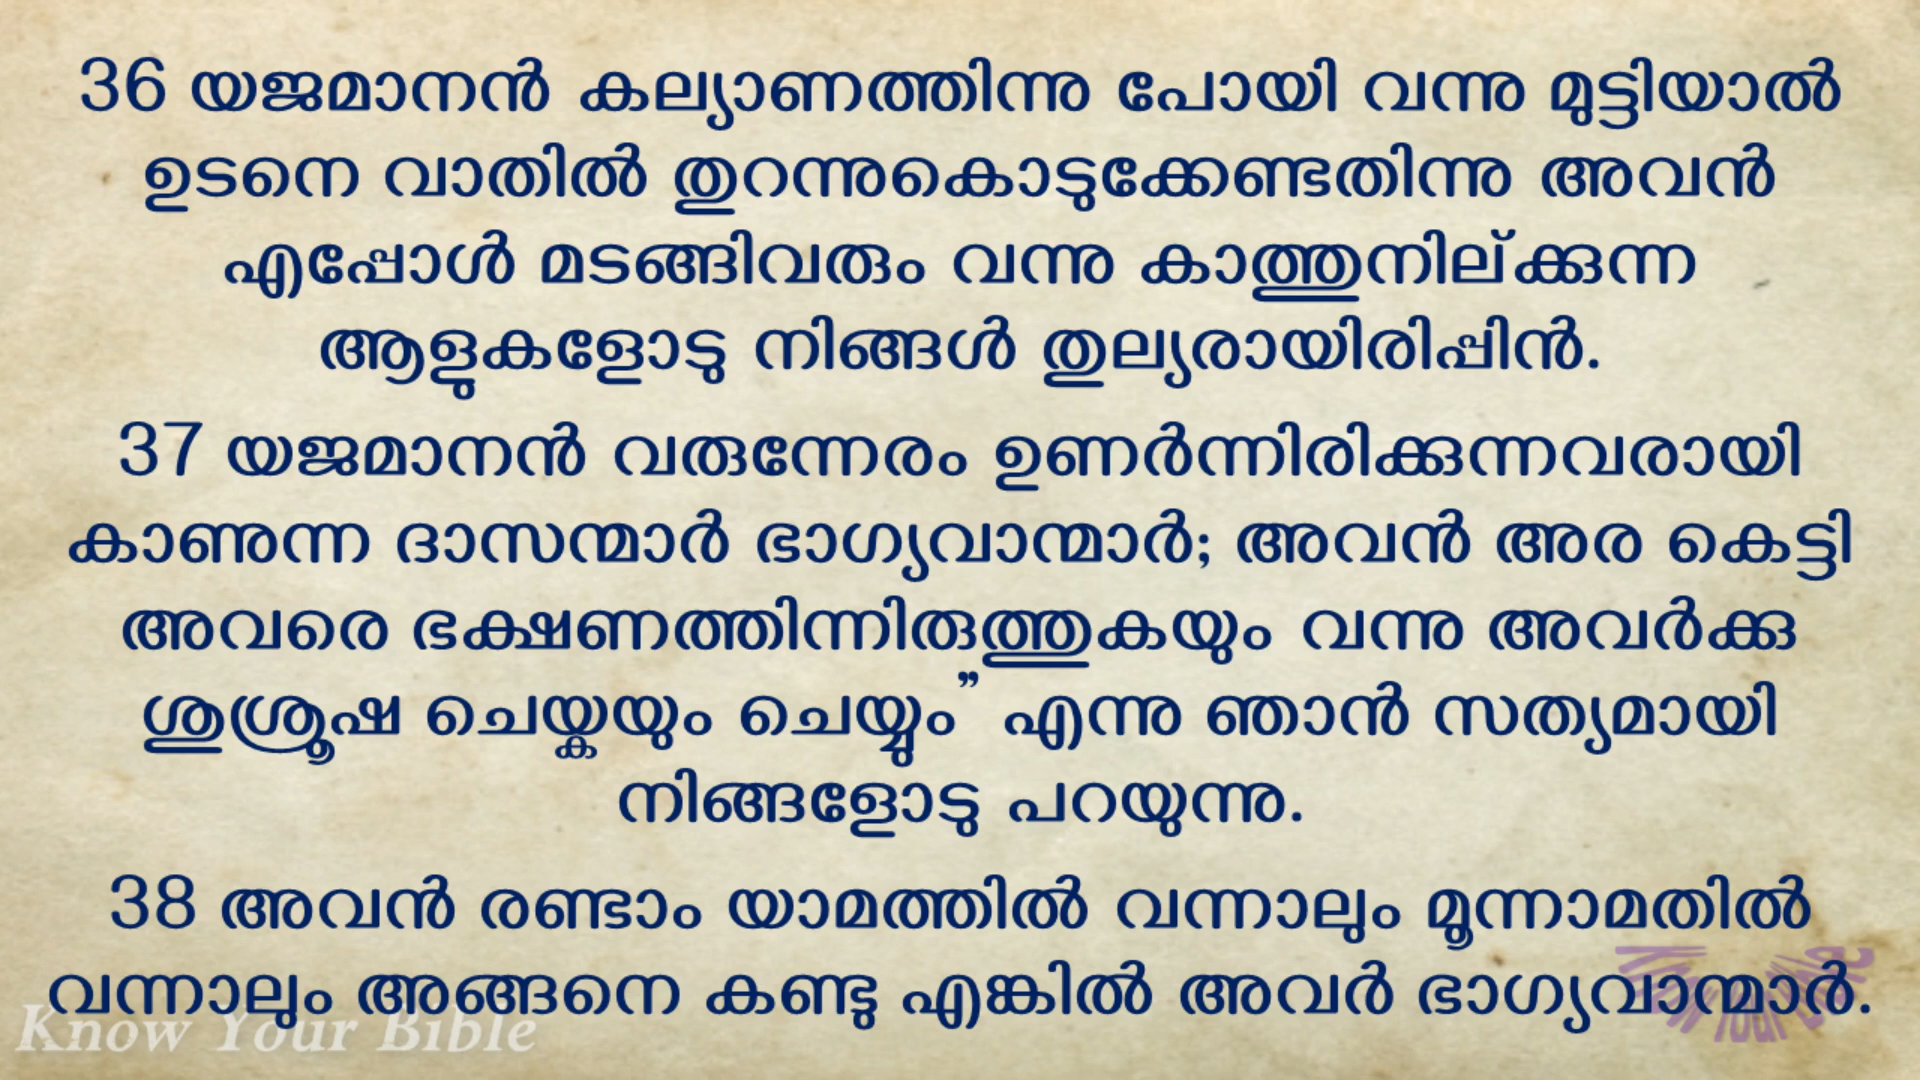 36 യജമാനൻ കല്യാണത്തിന്നു പോയി വന്നു മുട്ടിയാൽ
ഉടനെ വാതിൽ തുറന്നുകൊടുക്കേണ്ടതിന്നു അവൻ
എപ്പോൾ മടങ്ങിവരും വന്നു കാത്തുനില്ക്കുന്ന
ആളുകളോടു നിങ്ങൾ തുല്യരായിരിപ്പിൻ.
37 യജമാനൻ വരുന്നേരം ഉണർന്നിരിക്കുന്നവരായി
കാണുന്ന ദാസന്മാർ ഭാഗ്യവാന്മാർ; അവൻ അര കെട്ടി
അവരെ ഭക്ഷണത്തിന്നിരുത്തുകയും വന്നു അവർക്കു
ശുശ്രൂഷ ചെയ്കയും ചെയ്യും” എന്നു ഞാൻ സത്യമായി
നിങ്ങളോടു പറയുന്നു.
38 അവൻ രണ്ടാം യാമത്തിൽ വന്നാലും മൂന്നാമതിൽ
വന്നാലും അങ്ങനെ കണ്ടു എങ്കിൽ അവർ ഭാഗ്യവാന്മാർ.
Know Your Bible